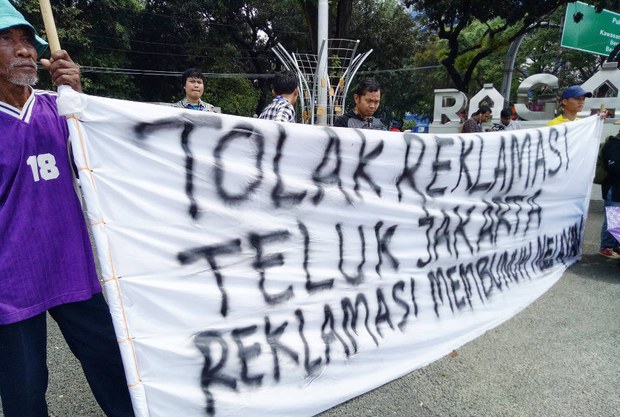 TOLAK REKLAMASI
TELUK JAKARTA
REKLAMASI MEMBUNUH NELAYAN
18